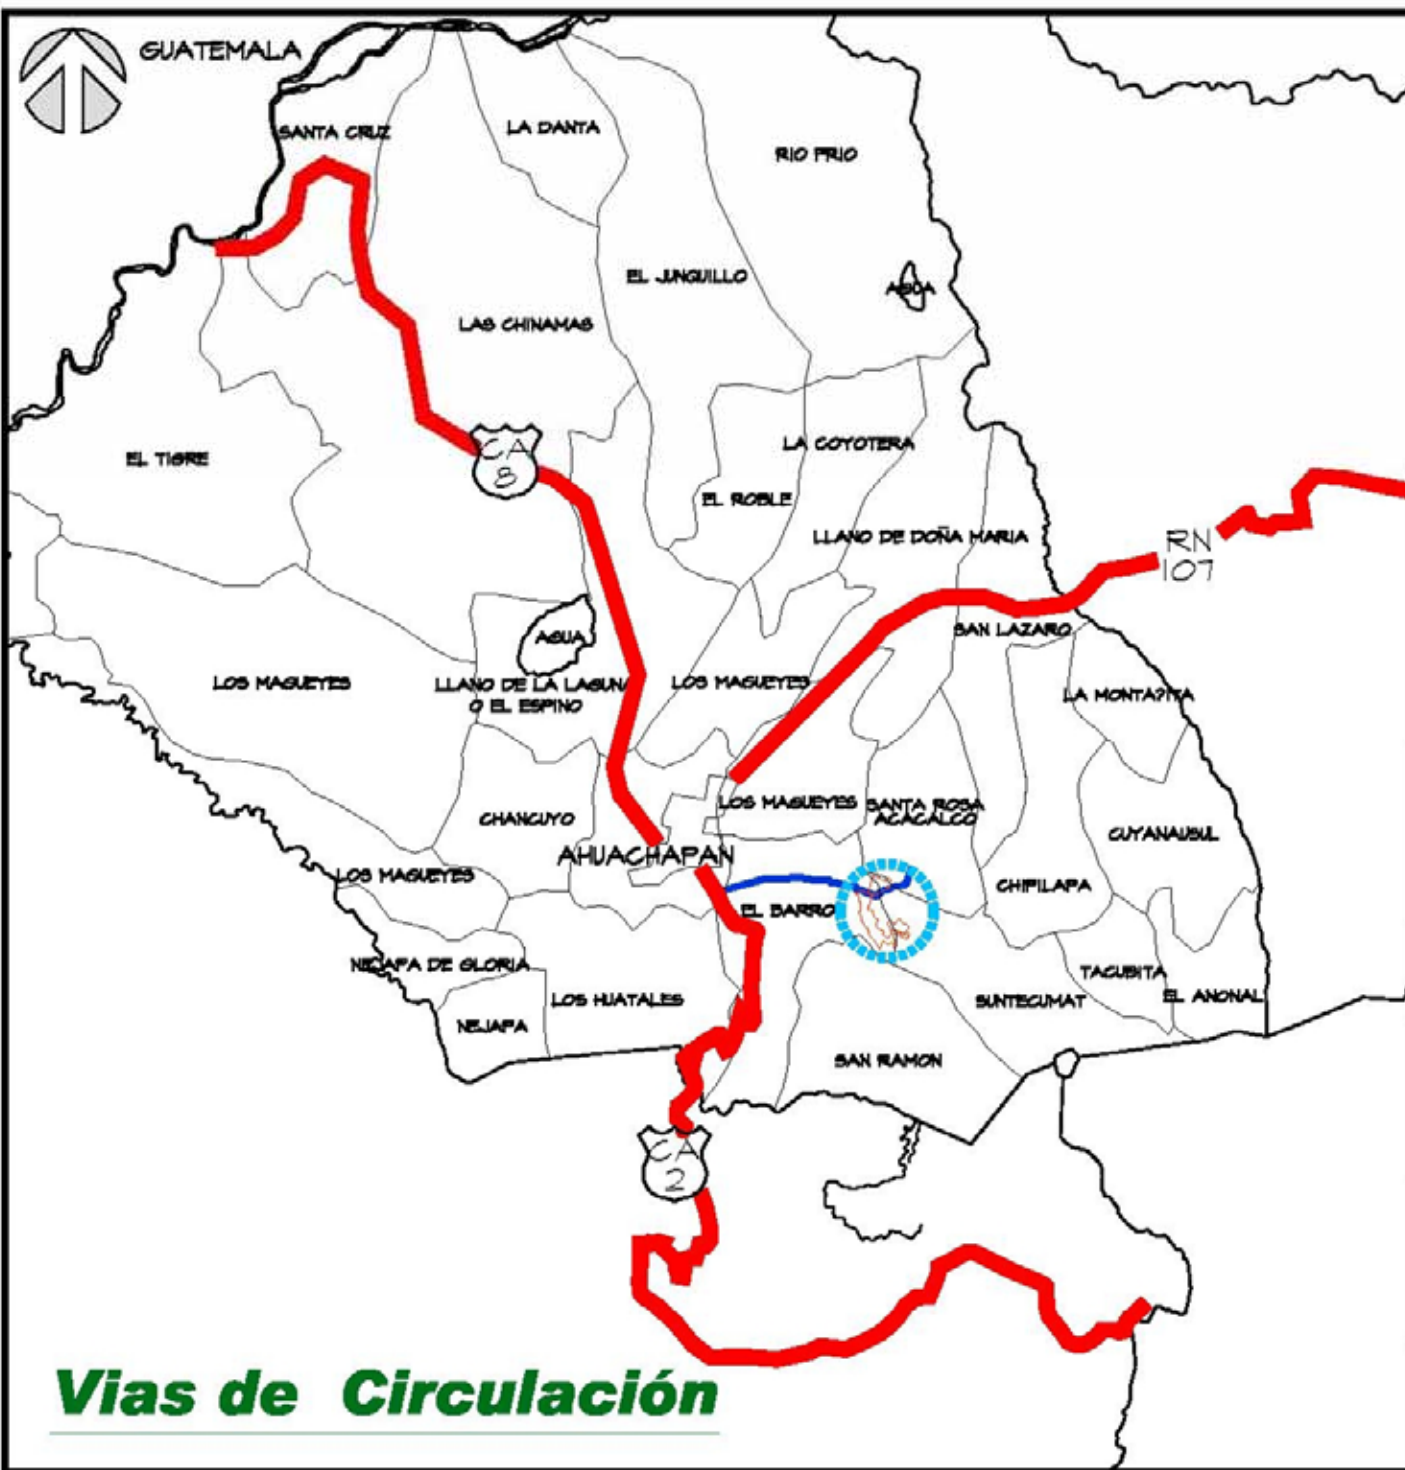 GUATEMALA
SANTA CRUZ
LA DANTA
RIO FRIO
EL JUNQUILLO
AGUA
LAS CHINAMAS
LA COYOTERA
EL TIGRE
CA
8
EL ROBLE
LLANO DE DOÑA MARIA
RN
107
AGUA
SAN LAZARO
LOS MAGUEYES
LLANO DE LA LAGUNA
O EL ESPINO
LOS MAGUEYES
LA MONTA?ITA
CHANCUYO
LOS MAGUEYES
SANTA ROSA
ACACALCO
CUYANAUSUL
AHUACHAPAN
LOS MAGUEYES
CHIPILAPA
EL BARRO
NEJAPA DE GLORIA
LOS HUATALES
TACUBITA
SUNTECUMAT
EL ANONAL
NEJAPA
SAN RAMON
CA
2
Vias de Circulación